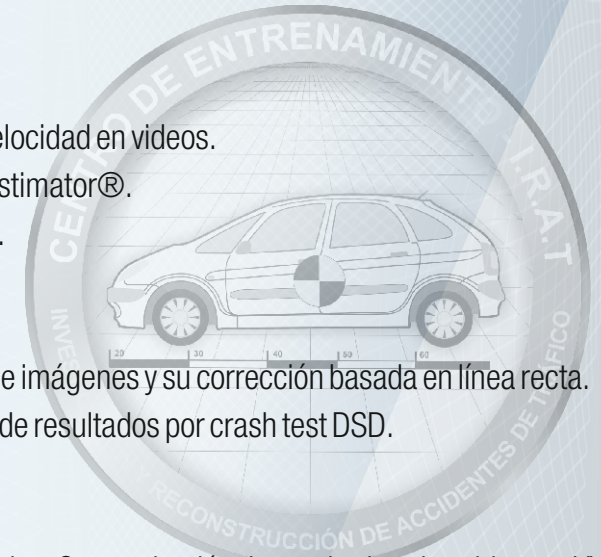 CENTRO DE ENTRENAMIENTO I.R.A.T
elocidad en videos.
stimator®.
.
20 30 40 50 60
e imágenes y su corrección basada en línea recta.
de resultados por crash test DSD.
INVES Y RECONSTRUCCIÓN DE ACCIDENTES DE TRÁFICO